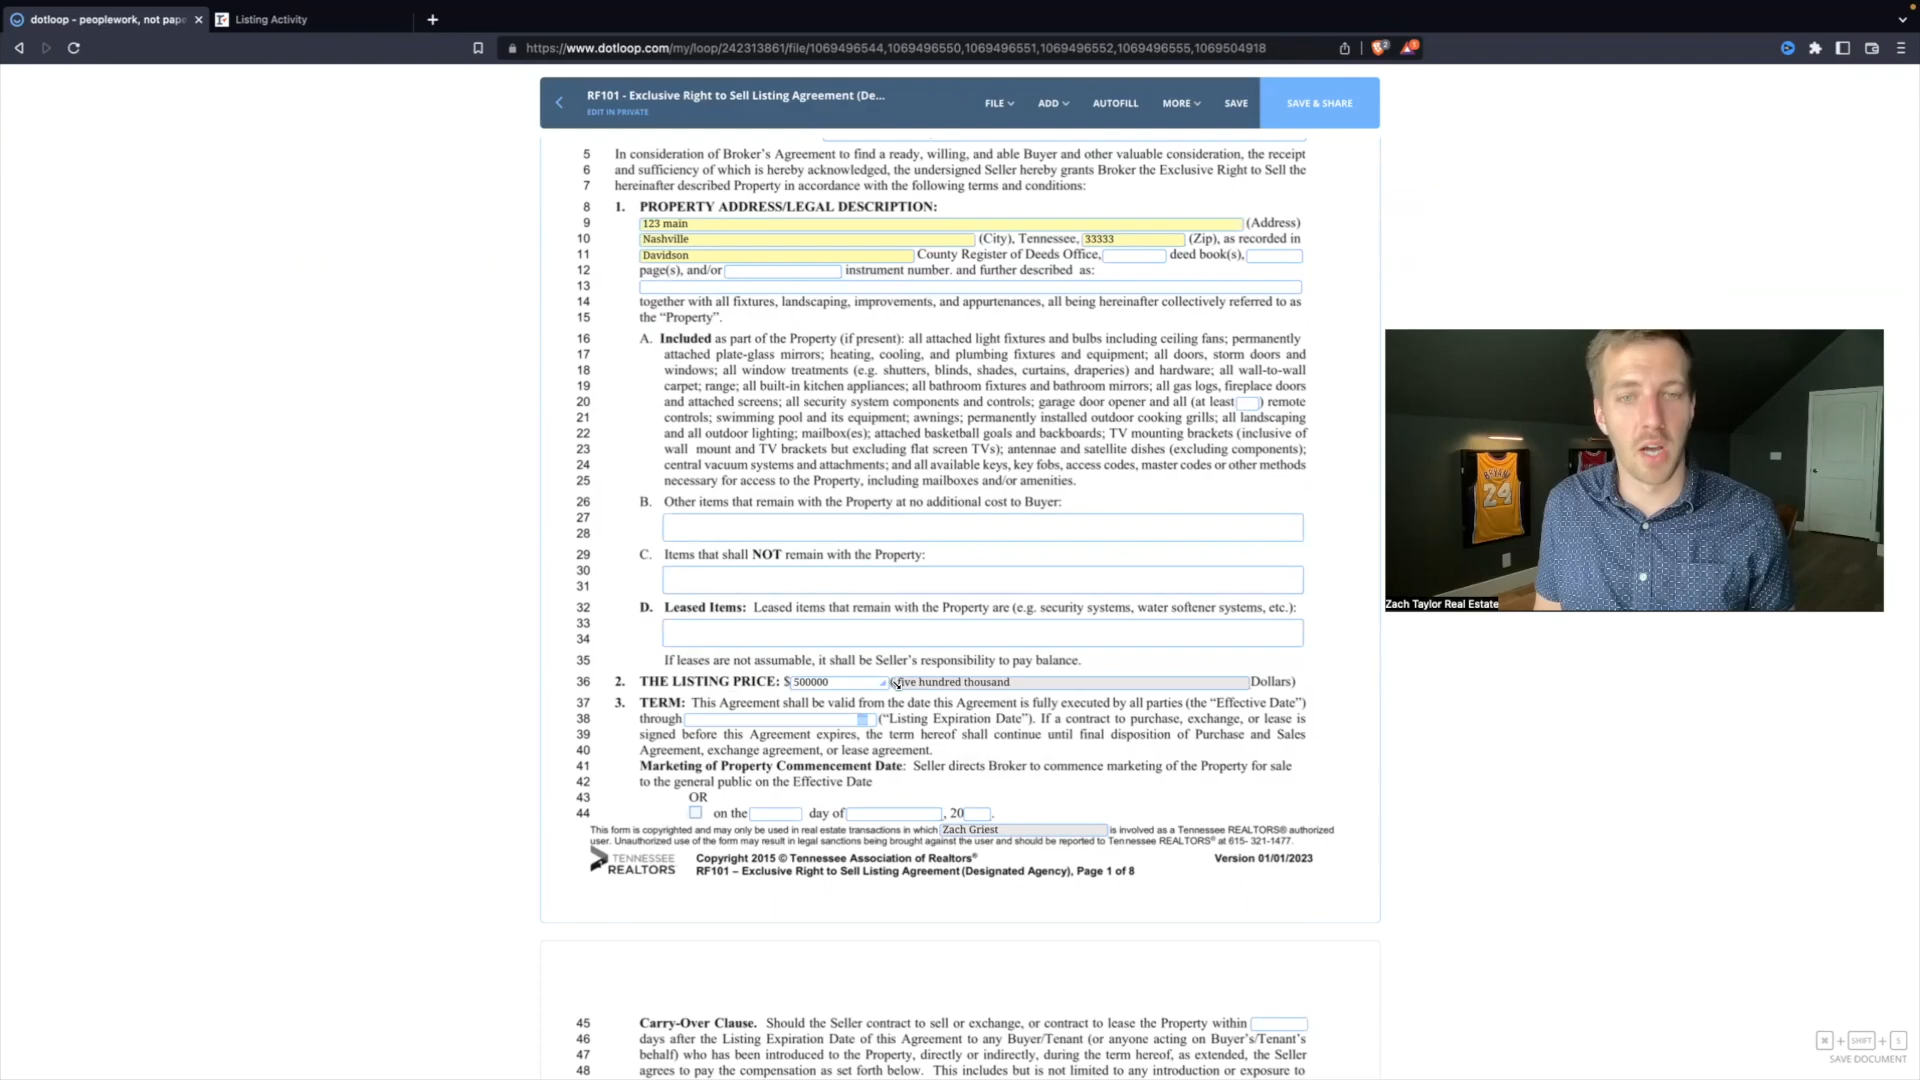 dotloop - peoplework, not pap
Listing Activity
https://www.dotloop.com/my/loop/242313861/file/1069496544,1069496550,1069496551,1069496552,1069496555,1069504918
RF101 - Exclusive Right to Sell Listing Agreement (De...
EDIT IN PRIVATE
FILE
ADD
AUTOFILL
MORE
SAVE
SAVE & SHARE
5 In consideration of Broker's Agreement to find a ready, willing, and able Buyer and other valuable consideration, the receipt
6 and sufficiency of which is hereby acknowledged, the undersigned Seller hereby grants Broker the Exclusive Right to Sell the
7 hereinafter described Property in accordance with the following terms and conditions:
8 1. PROPERTY ADDRESS/LEGAL DESCRIPTION:
9 123 main (Address)
10 Nashville (City), Tennessee, 33333 (Zip), as recorded in
11 Davidson County Register of Deeds Office, deed book(s),
12 page(s), and/or instrument number. and further described as:
13
14 together with all fixtures, landscaping, improvements, and appurtenances, all being hereinafter collectively referred to as
15 the “Property”.
16 A. Included as part of the Property (if present): all attached light fixtures and bulbs including ceiling fans; permanently
17 attached plate-glass mirrors; heating, cooling, and plumbing fixtures and equipment; all doors, storm doors and
18 windows; all window treatments (e.g. shutters, blinds, shades, curtains, draperies) and hardware; all wall-to-wall
19 carpet; range; all built-in kitchen appliances; all bathroom fixtures and bathroom mirrors; all gas logs, fireplace doors
20 and attached screens; all security system components and controls; garage door opener and all (at least ) remote
21 controls; swimming pool and its equipment; awnings; permanently installed outdoor cooking grills; all landscaping
22 and all outdoor lighting; mailbox(es); attached basketball goals and backboards; TV mounting brackets (inclusive of
23 wall mount and TV brackets but excluding flat screen TVs); antennae and satellite dishes (excluding components);
24 central vacuum systems and attachments; and all available keys, key fobs, access codes, master codes or other methods
25 necessary for access to the Property, including mailboxes and/or amenities.
26 B. Other items that remain with the Property at no additional cost to Buyer:
27
28
29 C. Items that shall NOT remain with the Property:
30
31
32 D. Leased Items: Leased items that remain with the Property are (e.g. security systems, water softener systems, etc.):
33
34
35 If leases are not assumable, it shall be Seller's responsibility to pay balance.
36 2. THE LISTING PRICE: $ 500000 (five hundred thousand Dollars)
37 3. TERM: This Agreement shall be valid from the date this Agreement is fully executed by all parties (the “Effective Date”)
38 through (“Listing Expiration Date”). If a contract to purchase, exchange, or lease is
39 signed before this Agreement expires, the term hereof shall continue until final disposition of Purchase and Sales
40 Agreement, exchange agreement, or lease agreement.
41 Marketing of Property Commencement Date: Seller directs Broker to commence marketing of the Property for sale
42 to the general public on the Effective Date
43 OR
44 on the day of , 20 .
This form is copyrighted and may only be used in real estate transactions in which Zach Griest is involved as a Tennessee REALTORS® authorized
user. Unauthorized use of the form may result in legal sanctions being brought against the user and should be reported to Tennessee REALTORS® at 615- 321-1477.
TENNESSEE
REALTORS
Copyright 2015 © Tennessee Association of Realtors®
RF101 – Exclusive Right to Sell Listing Agreement (Designated Agency), Page 1 of 8
Version 01/01/2023
45 Carry-Over Clause. Should the Seller contract to sell or exchange, or contract to lease the Property within
46 days after the Listing Expiration Date of this Agreement to any Buyer/Tenant (or anyone acting on Buyer's/Tenant's
47 behalf) who has been introduced to the Property, directly or indirectly, during the term hereof, as extended, the Seller
48 agrees to pay the compensation as set forth below. This includes but is not limited to any introduction or exposure to
BRYANT
24
Zach Taylor Real Estate
⌘ + SHIFT + S
SAVE DOCUMENT